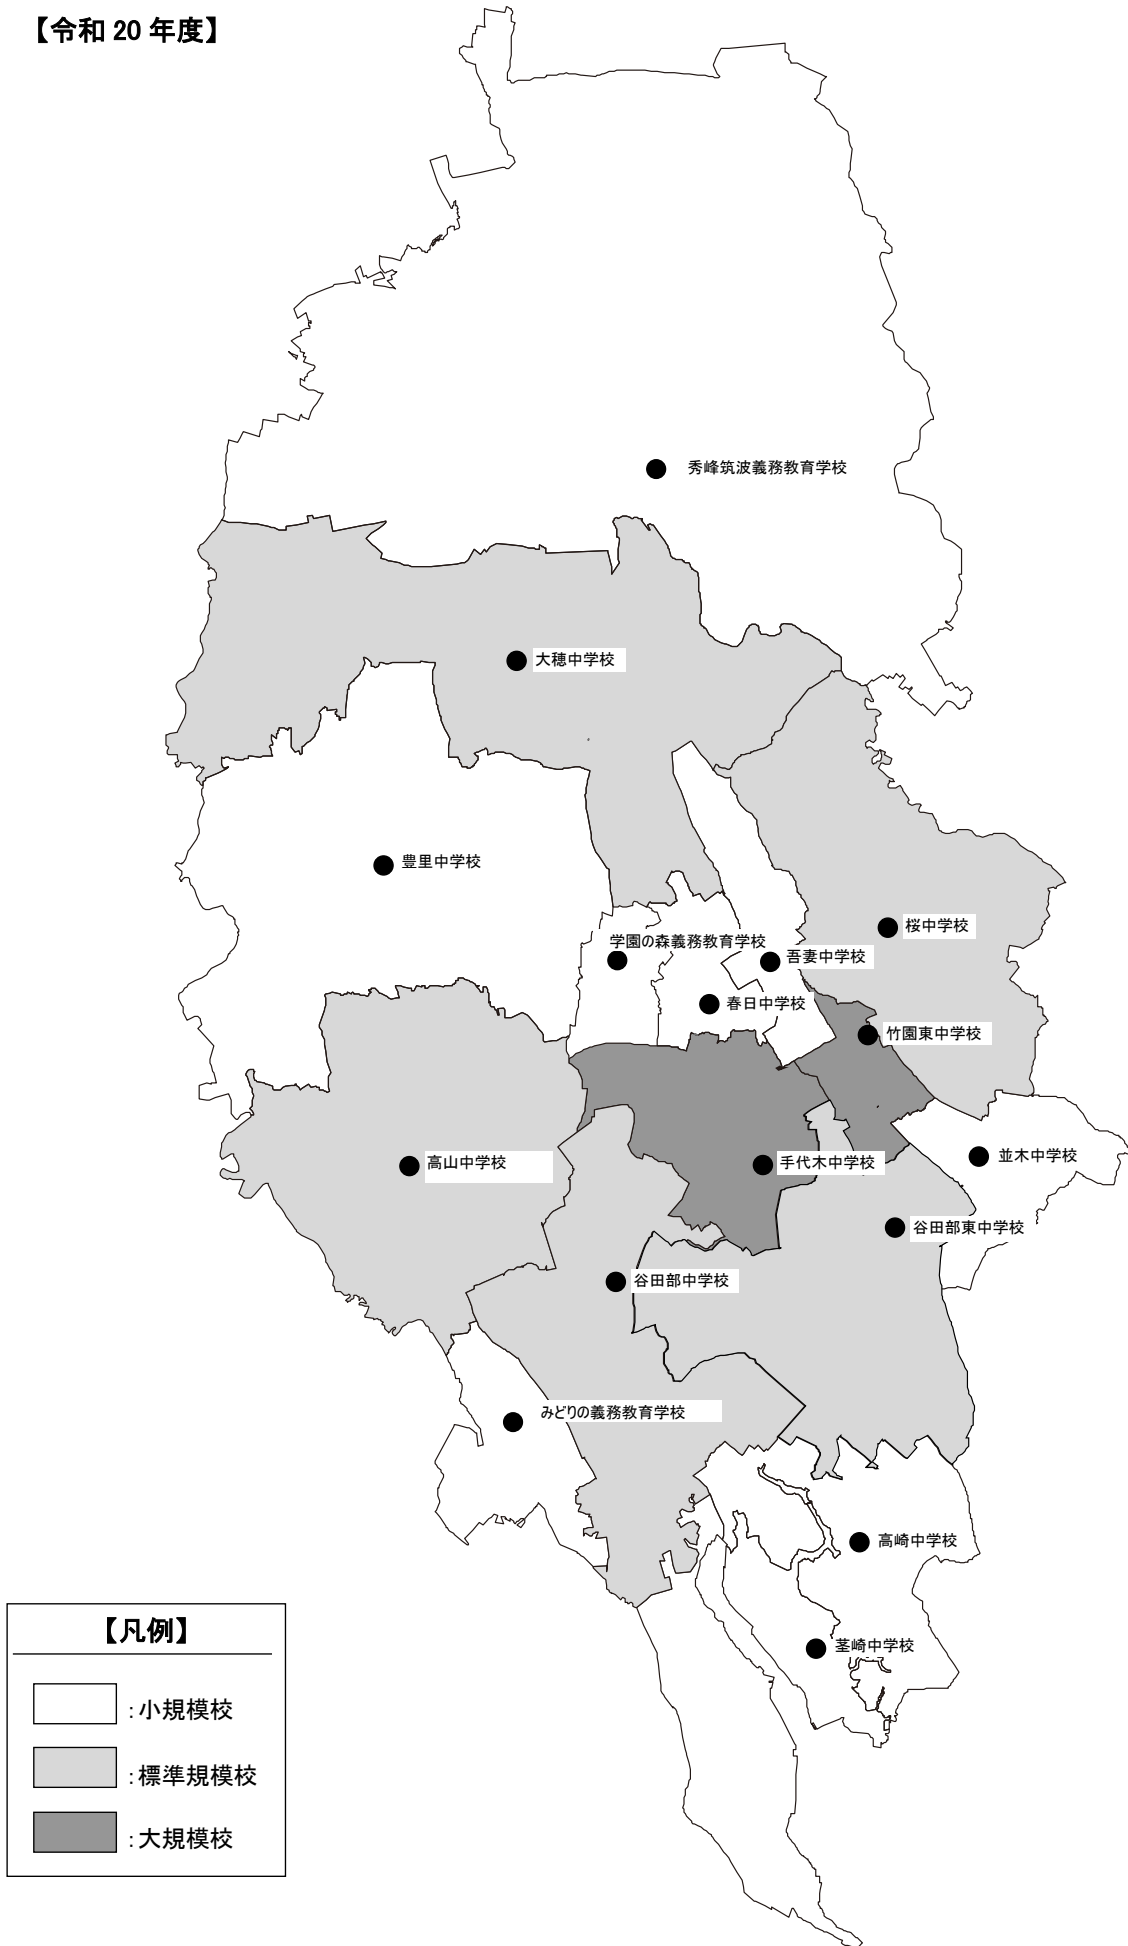 【令和 20 年度】
秀峰筑波義務教育学校
大穂中学校
豊里中学校
桜中学校
学園の森義務教育学校
吾妻中学校
春日中学校
竹園東中学校
並木中学校
高山中学校
手代木中学校
谷田部東中学校
谷田部中学校
みどりの義務教育学校
高崎中学校
茎崎中学校
【凡例】
：小規模校
：標準規模校
：大規模校